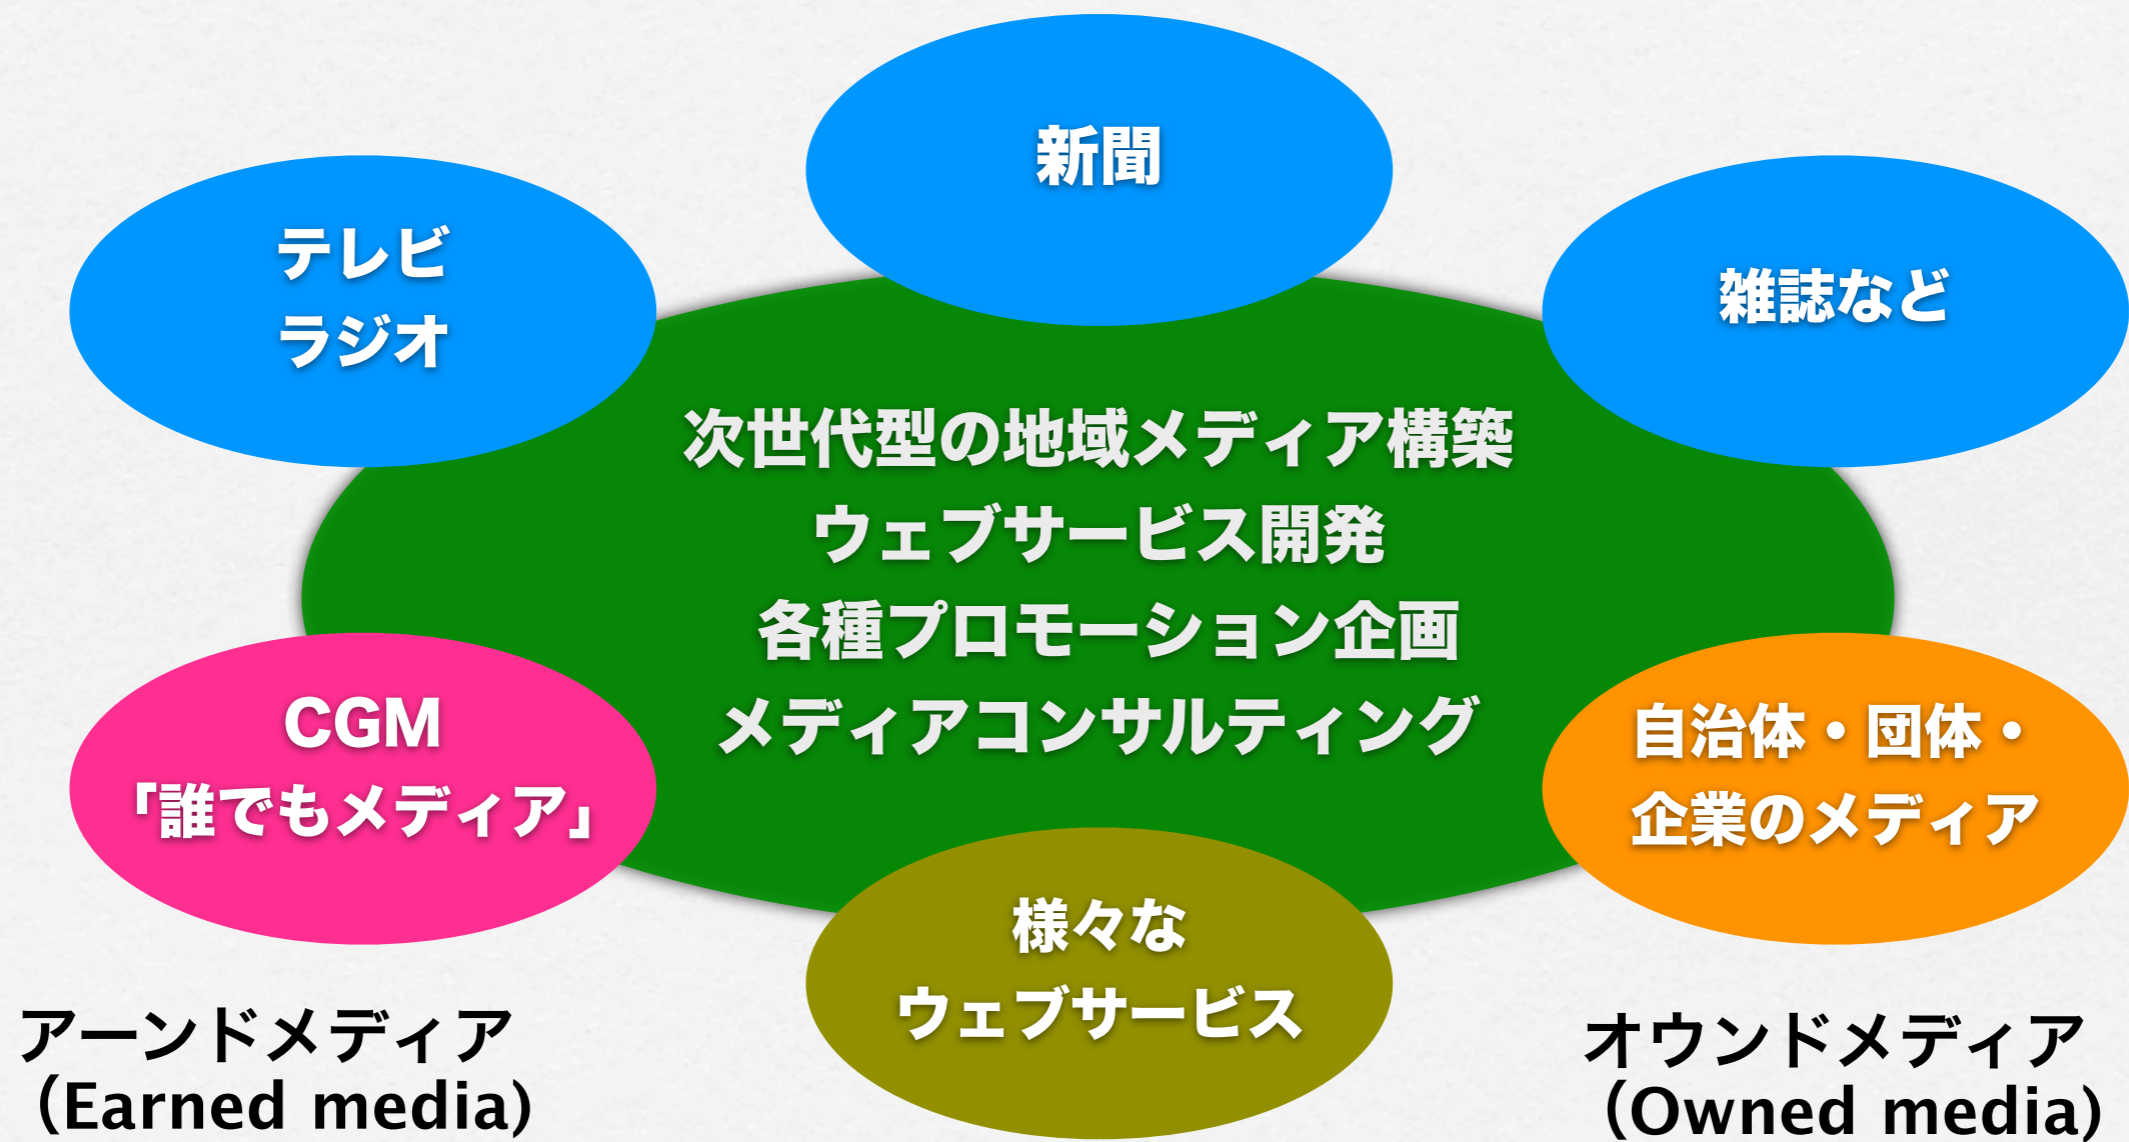 新聞
テレビ
ラジオ
雑誌など
次世代型の地域メディア構築
ウェブサービス開発
各種プロモーション企画
メディアコンサルティング
CGM
「誰でもメディア」
自治体・団体・
企業のメディア
様々な
ウェブサービス
アーンドメディア
（Earned media)
オウンドメディア
（Owned media)